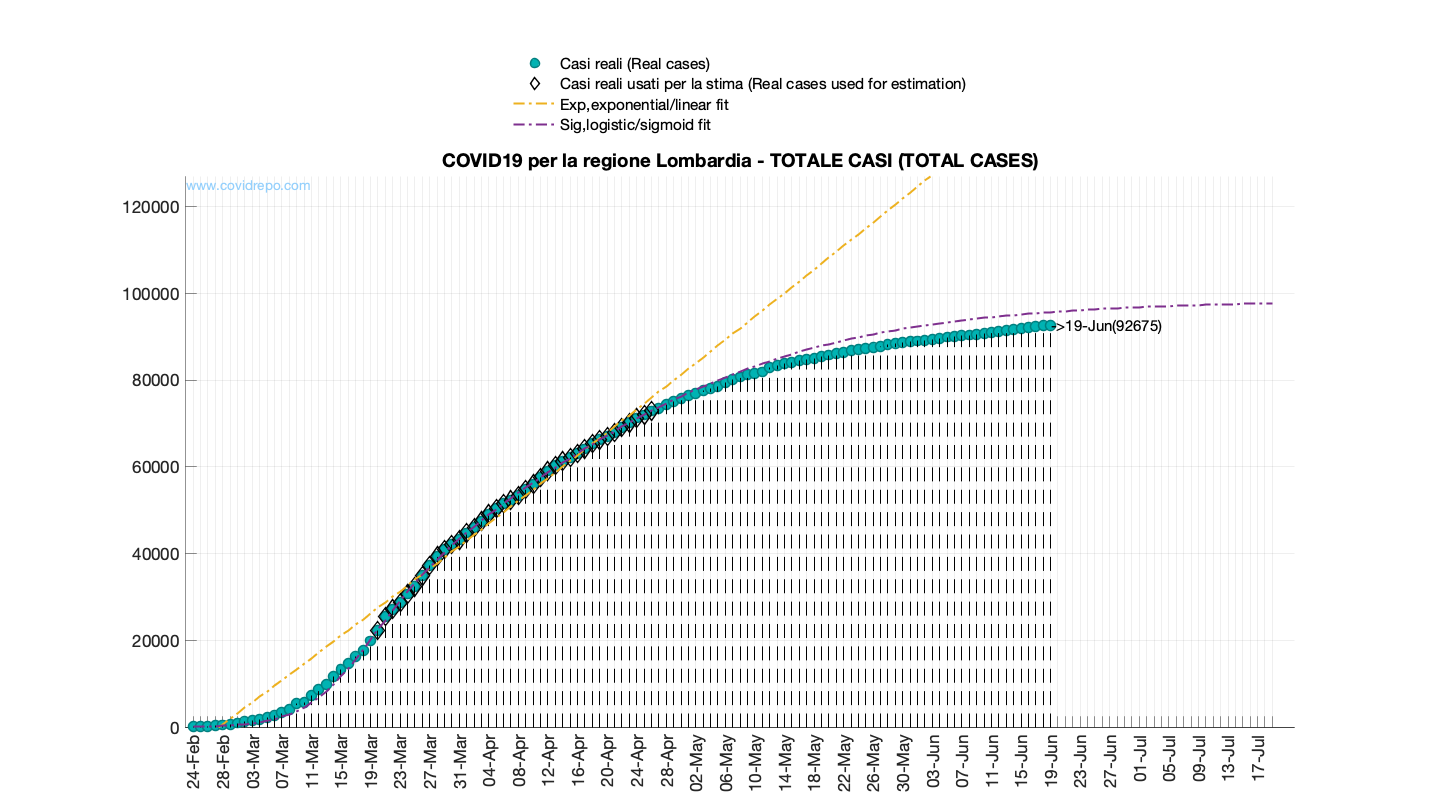 Casi reali (Real cases)
Casi reali usati per la stima (Real cases used for estimation)
Exp,exponential/linear fit
Sig,logistic/sigmoid fit
COVID19 per la regione Lombardia - TOTALE CASI (TOTAL CASES)
www.covidrepo.com
120000
100000
80000
60000
40000
20000
0
->19-Jun(92675)
24-Feb
28-Feb
03-Mar
07-Mar
11-Mar
15-Mar
19-Mar
23-Mar
27-Mar
31-Mar
04-Apr
08-Apr
12-Apr
16-Apr
20-Apr
24-Apr
28-Apr
02-May
06-May
10-May
14-May
18-May
22-May
26-May
30-May
03-Jun
07-Jun
11-Jun
15-Jun
19-Jun
23-Jun
27-Jun
01-Jul
05-Jul
09-Jul
13-Jul
17-Jul